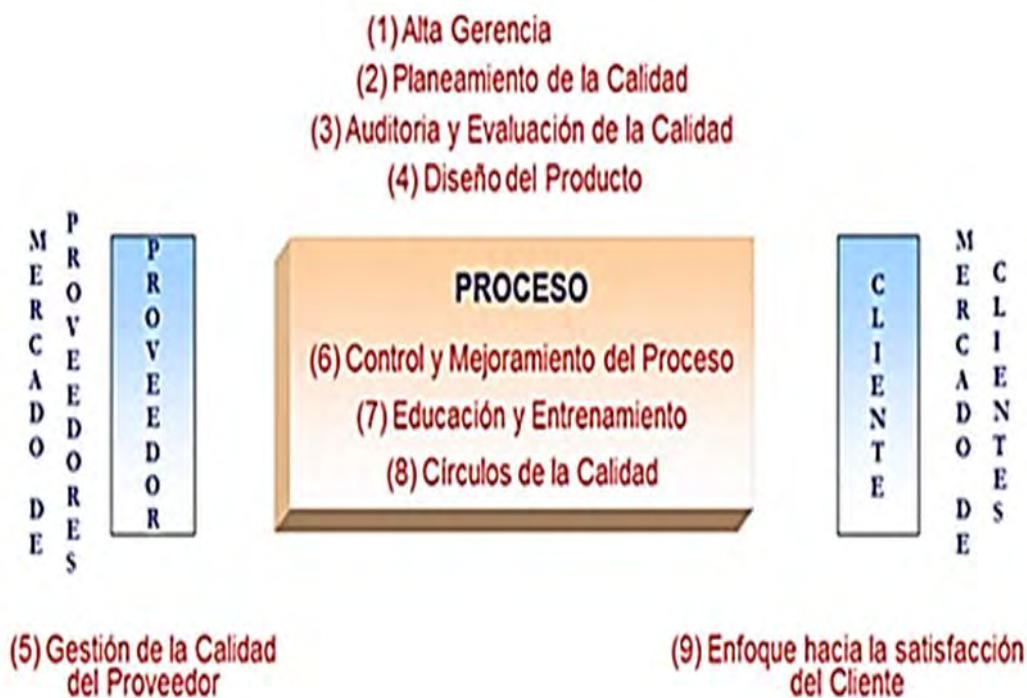 (1) Alta Gerencia
(2) Planeamiento de la Calidad
(3) Auditoria y Evaluación de la Calidad
(4) Diseño del Producto
MERCADO DE
PROVEEDORES
PROVEEDOR
PROCESO
(6) Control y Mejoramiento del Proceso
(7) Educación y Entrenamiento
(8) Círculos de la Calidad
CLIENTE
MERCADO DE
CLIENTES
(5) Gestión de la Calidad
del Proveedor
(9) Enfoque hacia la satisfacción
del Cliente